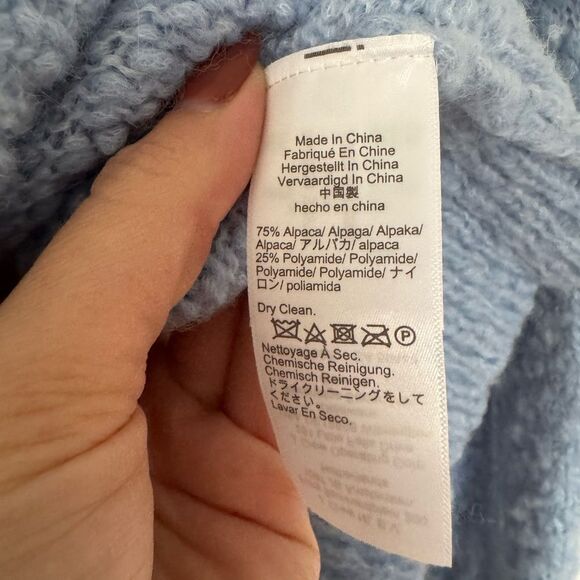 Made In China
Fabriqué En Chine
Hergestellt In China
Vervaardigd In China
中国製
hecho en china
75% Alpaca/ Alpaga/ Alpaka/
Alpaca/ アルパカ/ alpaca
25% Polyamide/ Polyamide/
Polyamide/ Polyamide/ ナイ
ロン/ poliamida
Dry Clean.
P
Nettoyage À Sec.
Chemische Reinigung.
Chemisch Reinigen.
ドライクリーニングをして
ください。
Lavar En Seco.